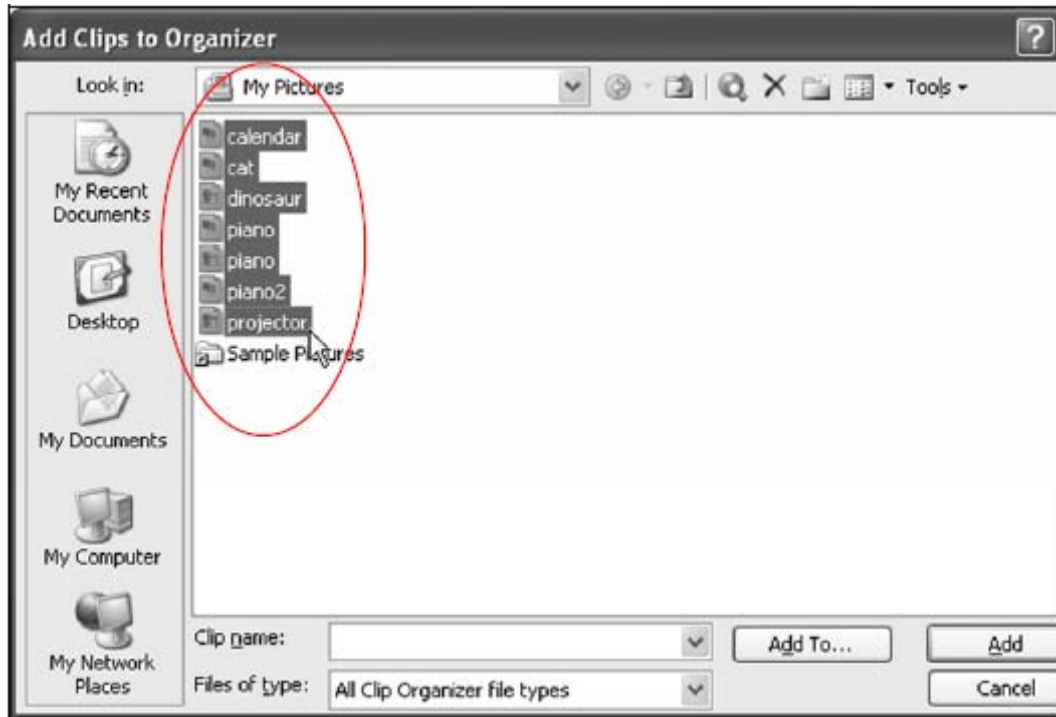 Add Clips to Organizer
?
Look in:
My Pictures
Tools
My Recent
Documents
Desktop
My Documents
My Computer
My Network
Places
calendar
cat
dinosaur
piano
piano
piano2
projector
Sample Pictures
Clip name:
Add To...
Add
Files of type:
All Clip Organizer file types
Cancel